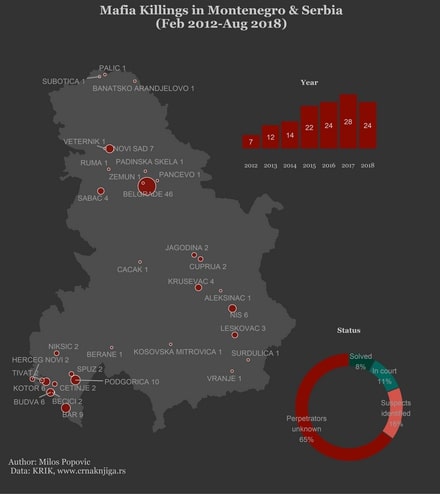 Mafia Killings in Montenegro & Serbia
(Feb 2012-Aug 2018)
PALIC 1
SUBOTICA 1
BANATSKO ARANDJELOVO 1
Year
7
12
14
22
24
28
24
2012 2013 2014 2015 2016 2017 2018
VETERNIK 1
NOVI SAD 7
RUMA 1
PADINSKA SKELA 1
ZEMUN 1
PANCEVO 1
BELGRADE 46
SABAC 4
JAGODINA 2
CACAK 1
CUPRIJA 2
KRUSEVAC 4
ALEKSINAC 1
NIS 6
LESKOVAC 3
NIKSIC 2
BERANE 1
KOSOVSKA MITROVICA 1
SURDULICA 1
HERCEG NOVI 2
TIVAT
SPUZ 2
VRANJE 1
PODGORICA 10
KOTOR
CETINJE 2
BUDVA 6
BECICI 2
BAR 9
Status
Solved
8%
In court
11%
Suspects
identified
Perpetrators
unknown
65%
Author: Milos Popovic
Data: KRIK, www.crnaknjiga.rs